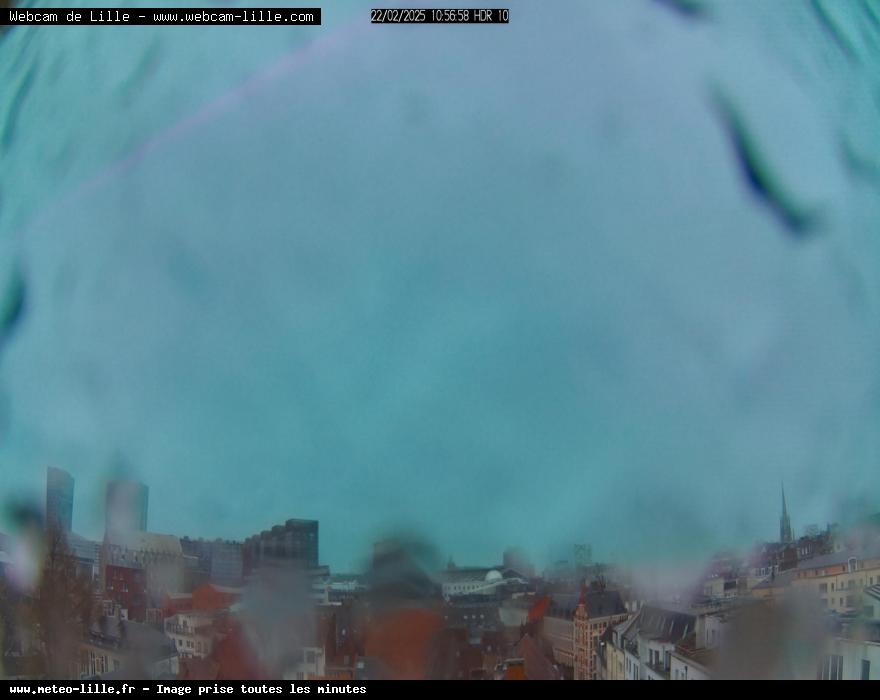 Webcam de Lille - www.webcam-lille.com
22/02/2025 10:56:58 HDR 10
www.meteo-lille.fr - Image prise toutes les minutes